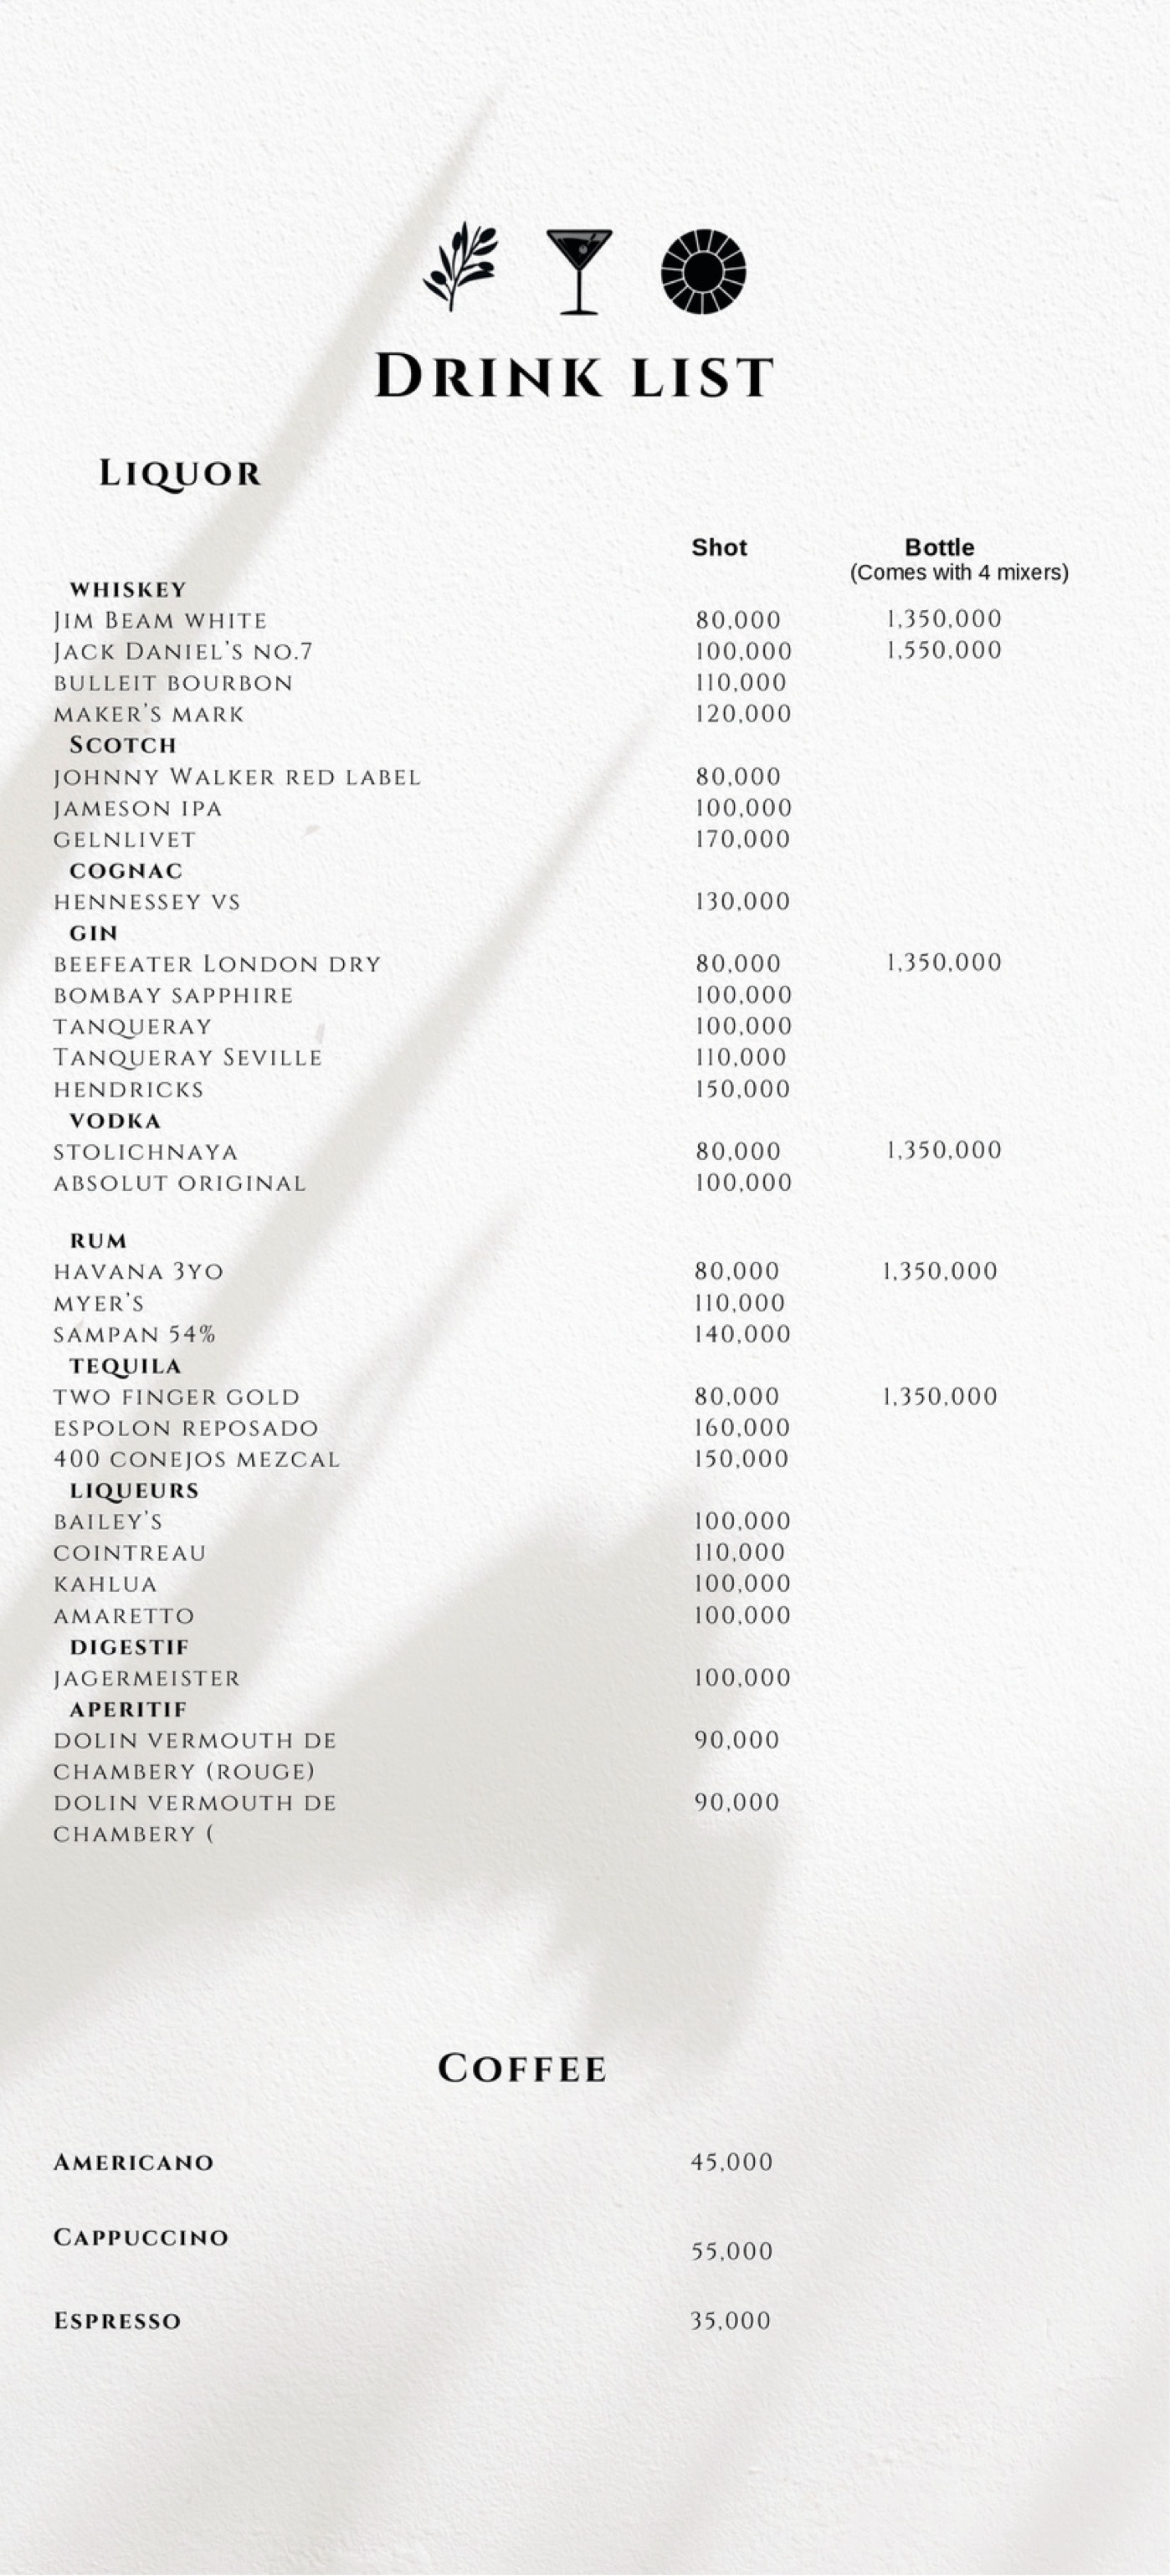 Drink list
Liquor
Shot Bottle
(Comes with 4 mixers)
WHISKEY
Jim Beam white 80,000 1,350,000
Jack Daniel's no.7 100,000 1,550,000
BULLEIT BOURBON 110,000
MAKER'S MARK 120,000
Scotch
Johnny Walker red label 80,000
JAMESON IPA 100,000
GELNLIVET 170,000
COGNAC
HENNESSEY VS 130,000
GIN
BEEFEATER London DRY 80,000 1,350,000
BOMBAY SAPPHIRE 100,000
TANQUERAY 100,000
Tanqueray Seville 110,000
HENDRICKS 150,000
VODKA
STOLICHNAYA 80,000 1,350,000
ABSOLUT ORIGINAL 100,000
RUM
HAVANA 3YO 80,000 1,350,000
MYER'S 110,000
SAMPAN 54% 140,000
TEQUILA
TWO FINGER GOLD 80,000 1,350,000
ESPOLON REPOSADO 160,000
400 CONEJOS MEZCAL 150,000
LIQUEURS
BAILEY'S 100,000
COINTREAU 110,000
KAHLUA 100,000
AMARETTO 100,000
DIGESTIF
JAGERMEISTER 100,000
APERITIF
DOLIN VERMOUTH DE 90,000
CHAMBERY (ROUGE)
DOLIN VERMOUTH DE 90,000
CHAMBERY (
Coffee
Americano 45,000
Cappuccino 55,000
Espresso 35,000